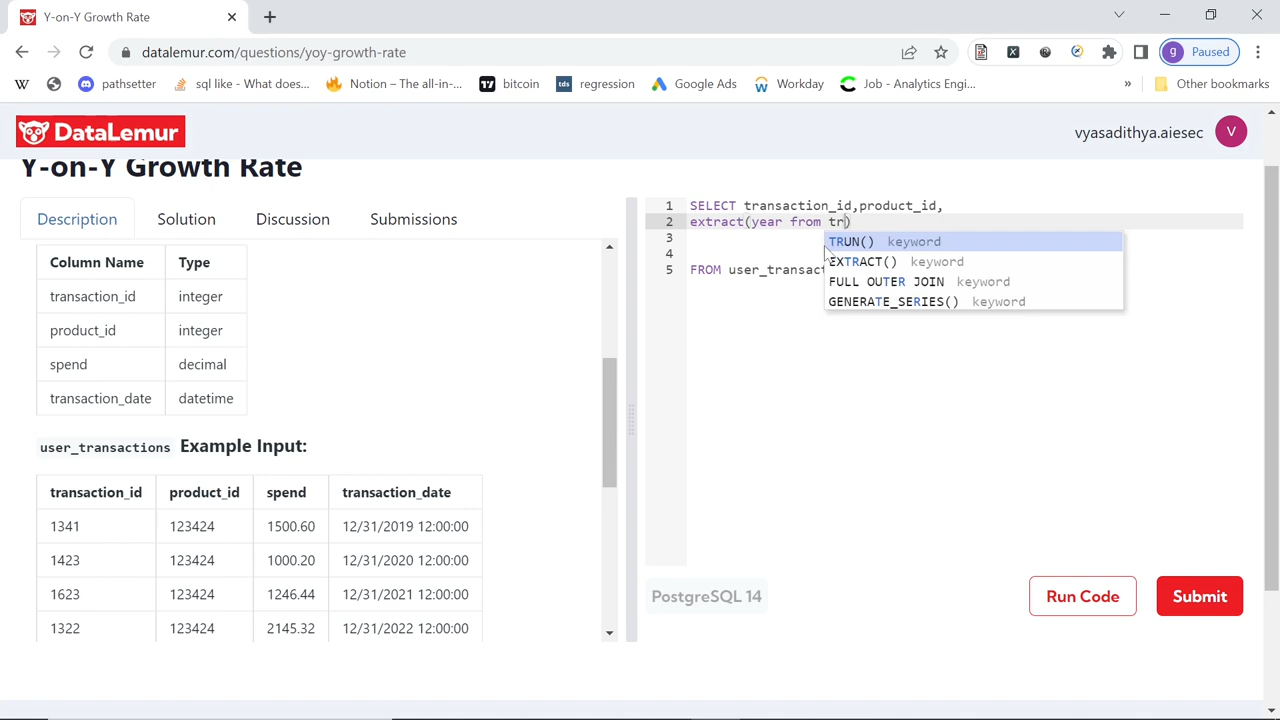 Y-on-Y Growth Rate
datalemur.com/questions/yoy-growth-rate
g Paused
pathsetter
sql like - What does...
Notion – The all-in-...
bitcoin
tds regression
Google Ads
Workday
Job - Analytics Engi...
» Other bookmarks
DataLemur
vyasadithya.aiesec V
Y-on-Y Growth Rate
Description Solution Discussion Submissions
Column Name Type
transaction_id integer
product_id integer
spend decimal
transaction_date datetime
user_transactions Example Input:
transaction_id product_id spend transaction_date
1341 123424 1500.60 12/31/2019 12:00:00
1423 123424 1000.20 12/31/2020 12:00:00
1623 123424 1246.44 12/31/2021 12:00:00
1322 123424 2145.32 12/31/2022 12:00:00
1 SELECT transaction_id,product_id,
2 extract(year from tr)
3
4
5 FROM user_transact
TRUN() keyword
EXTRACT() keyword
FULL OUTER JOIN keyword
GENERATE_SERIES() keyword
PostgreSQL 14
Run Code
Submit